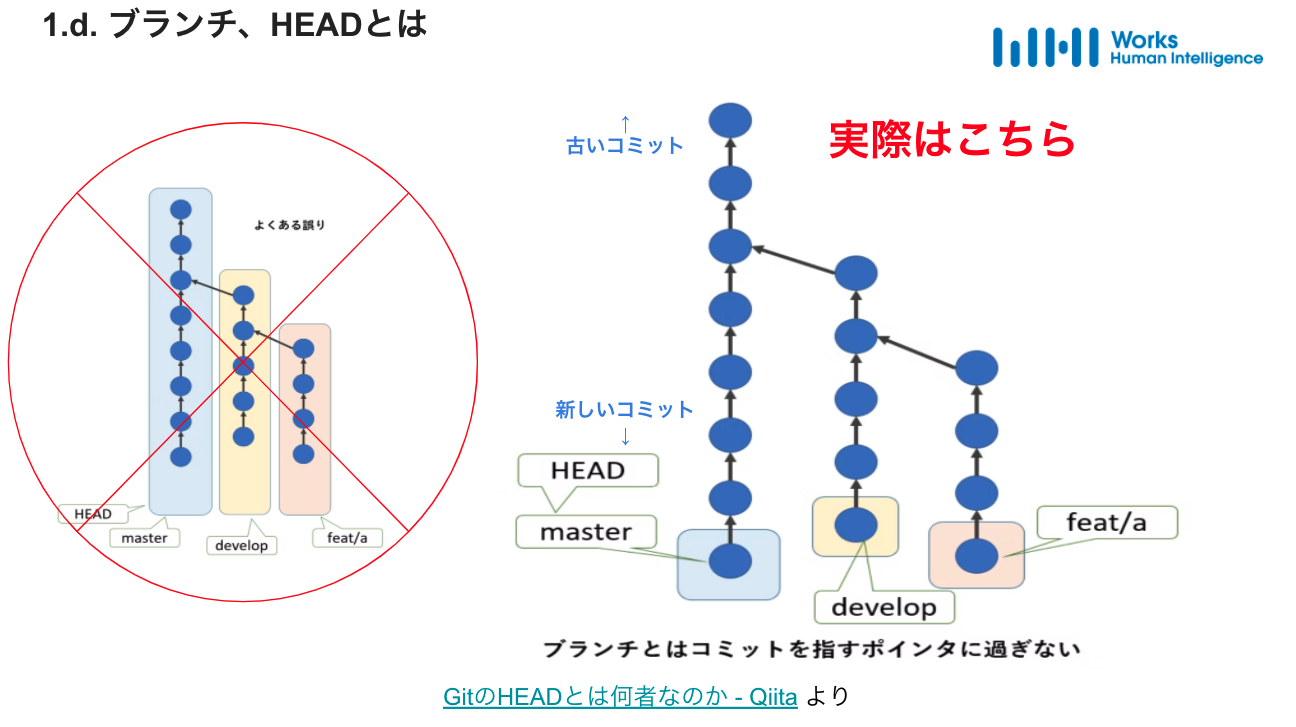 1.d. ブランチ、HEADとは
Works
Human Intelligence
よくある誤り
HEAD
master
develop
feat/a
↑
古いコミット
実際はこちら
新しいコミット
↓
HEAD
master
develop
feat/a
ブランチとはコミットを指すポインタに過ぎない
GitのHEADとは何者なのか - Qiita より